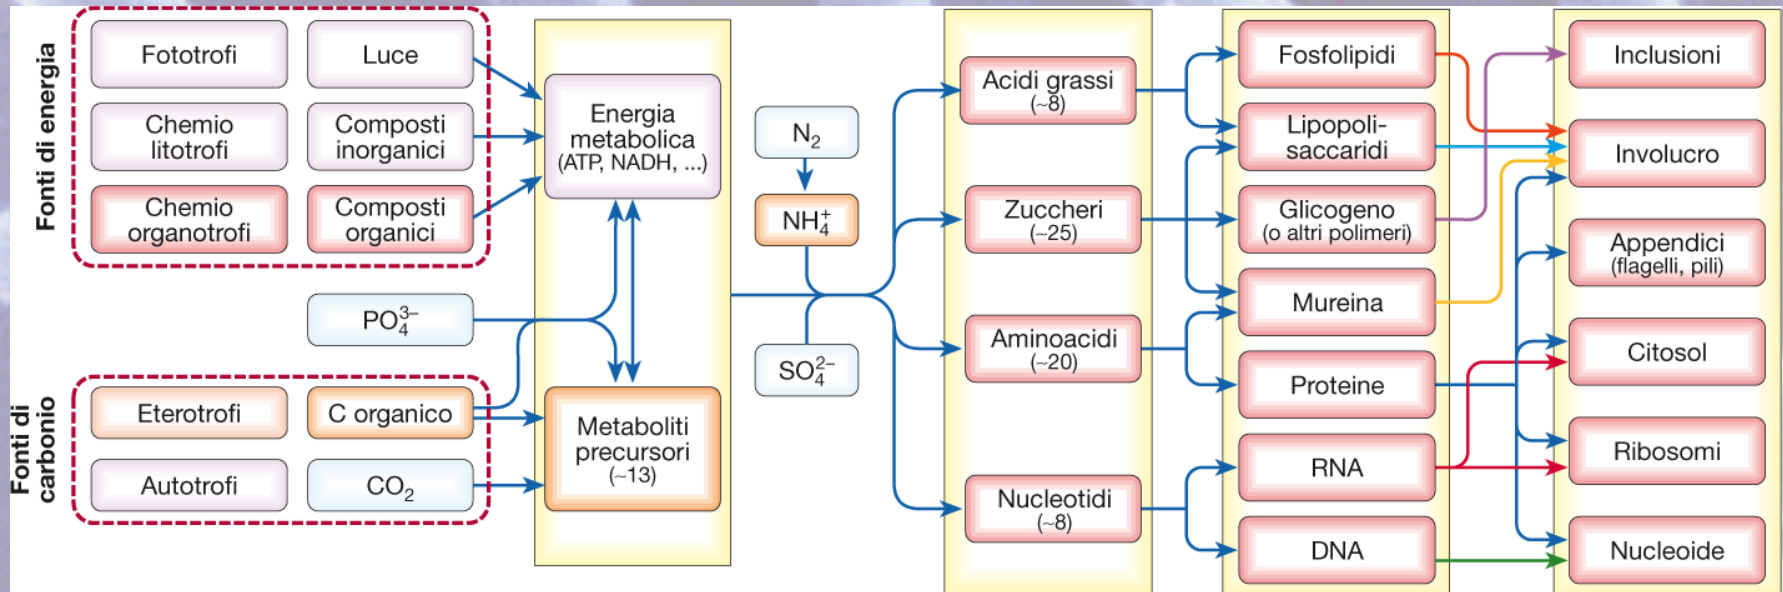 Fonti di energia
Fototrofi
Luce
Chemio
litotrofi
Composti
inorganici
Chemio
organotrofi
Composti
organici
PO₄³⁻
Fonti di
carbonio
Eterotrofi
C organico
Autotrofi
CO₂
Energia
metabolica
(ATP, NADH, ...)
Metaboliti
precursori
(~13)
N₂
NH₄⁺
SO₄²⁻
Acidi grassi
(~8)
Zuccheri
(~25)
Aminoacidi
(~20)
Nucleotidi
(~8)
Fosfolipidi
Lipopoli-
saccaridi
Glicogeno
(o altri polimeri)
Mureina
Proteine
RNA
DNA
Inclusioni
Involucro
Appendici
(flagelli, pili)
Citosol
Ribosomi
Nucleoide